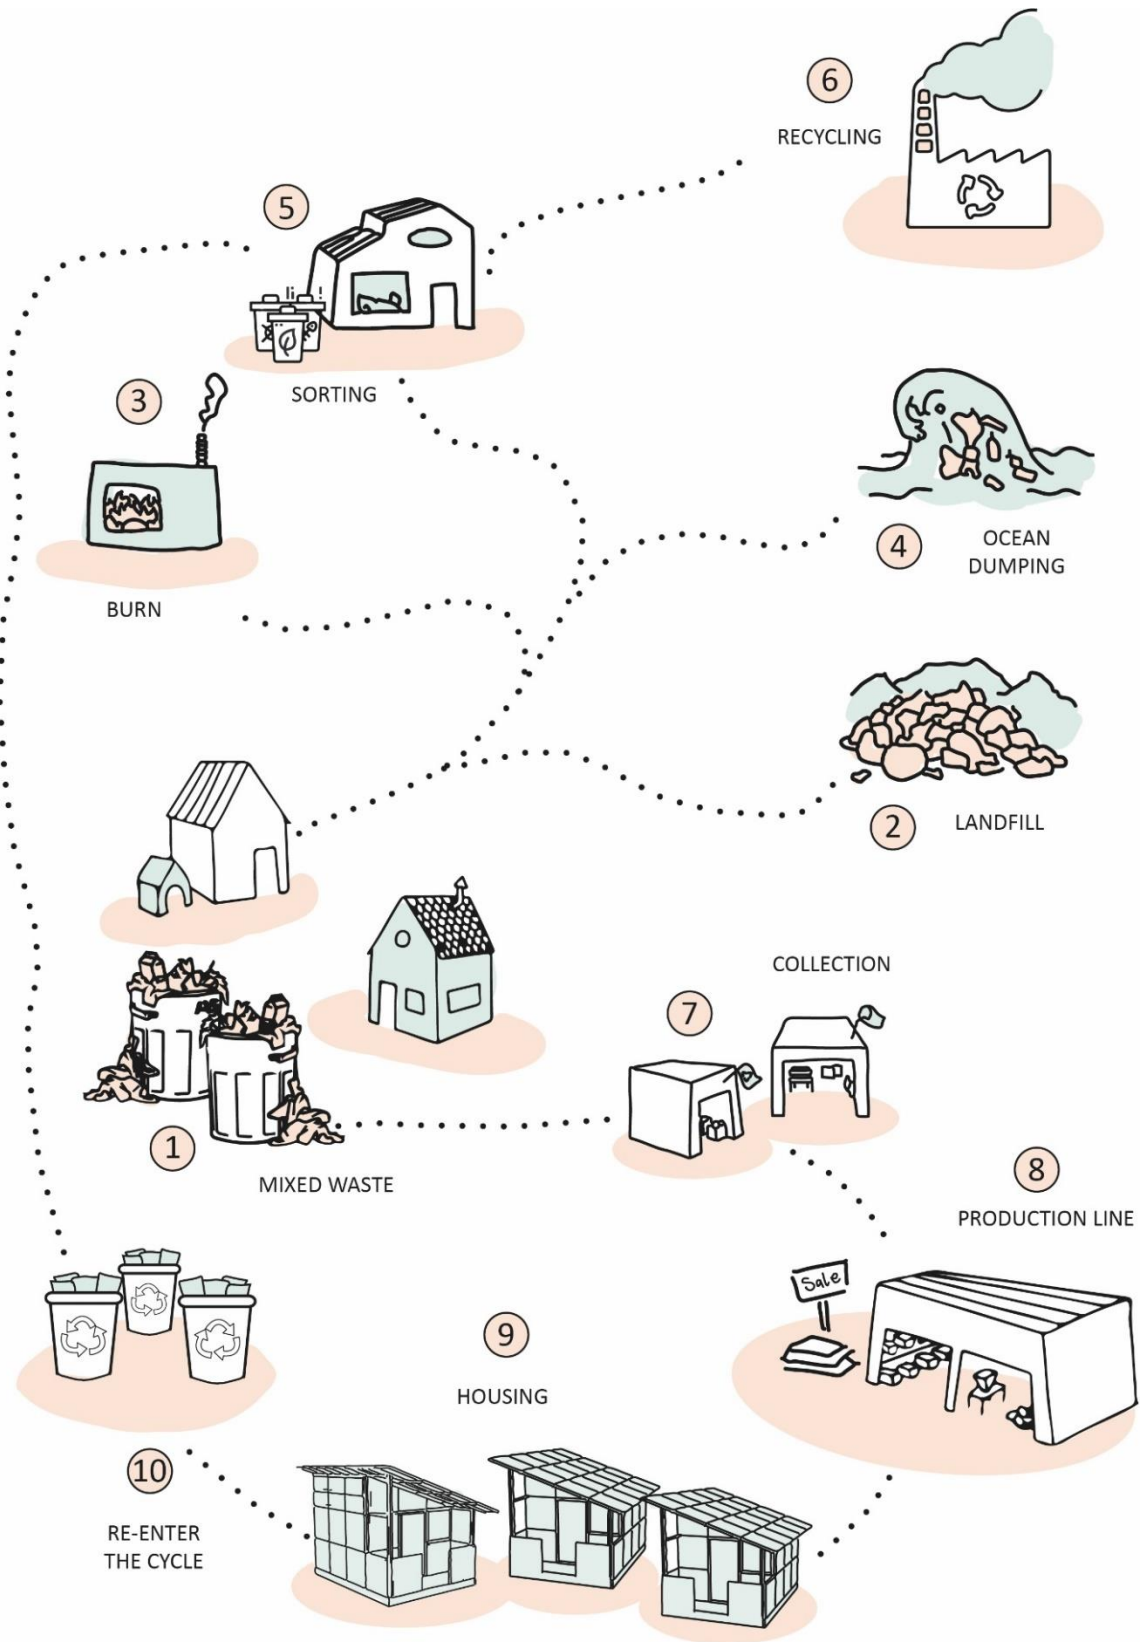 6
RECYCLING
5
SORTING
3
BURN
4
OCEAN
DUMPING
2
LANDFILL
COLLECTION
7
1
MIXED WASTE
8
PRODUCTION LINE
Sale
9
HOUSING
10
RE-ENTER
THE CYCLE